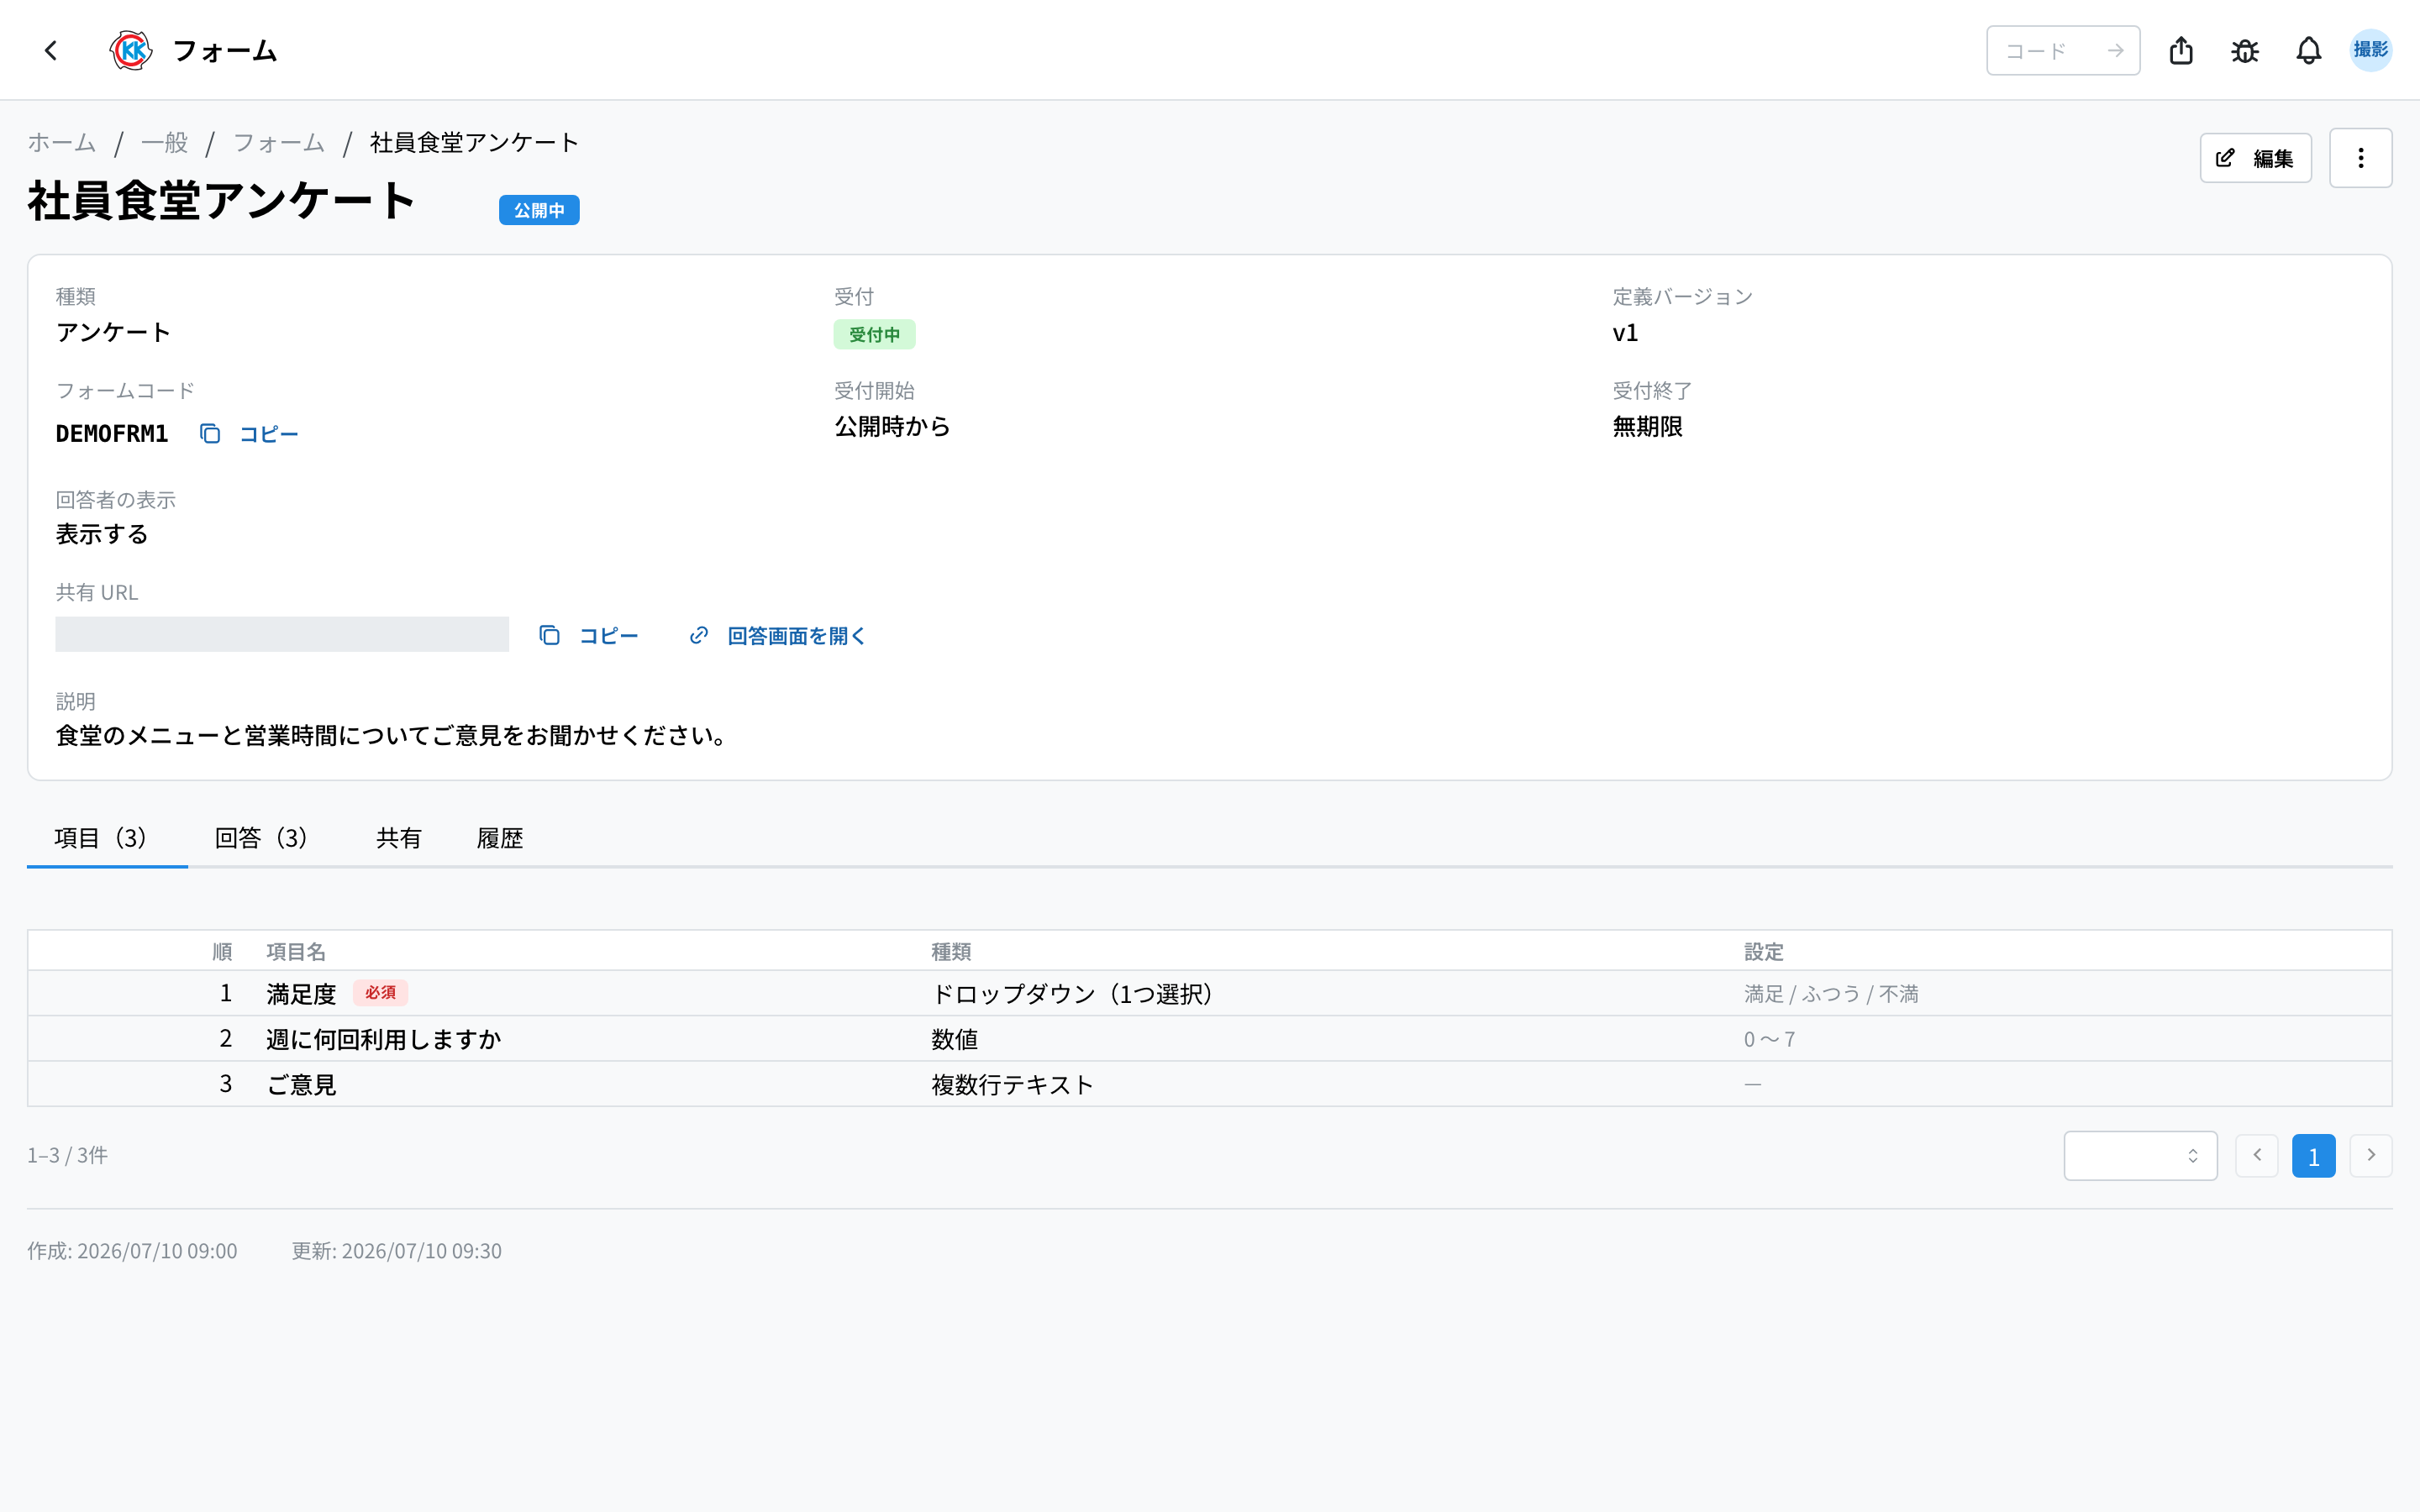 KK フォーム
コード
撮影
ホーム / 一般 / フォーム / 社員食堂アンケート
編集
社員食堂アンケート 公開中
種類 受付 定義バージョン
アンケート 受付中 v1
フォームコード 受付開始 受付終了
DEMOFRM1 コピー 公開時から 無期限
回答者の表示
表示する
共有 URL
コピー 回答画面を開く
説明
食堂のメニューと営業時間についてご意見をお聞かせください。
項目（3） 回答（3） 共有 履歴
順 項目名 種類 設定
1 満足度 必須 ドロップダウン（1つ選択） 満足 / ふつう / 不満
2 週に何回利用しますか 数値 0 〜 7
3 ご意見 複数行テキスト —
1–3 / 3件 1
作成: 2026/07/10 09:00 更新: 2026/07/10 09:30